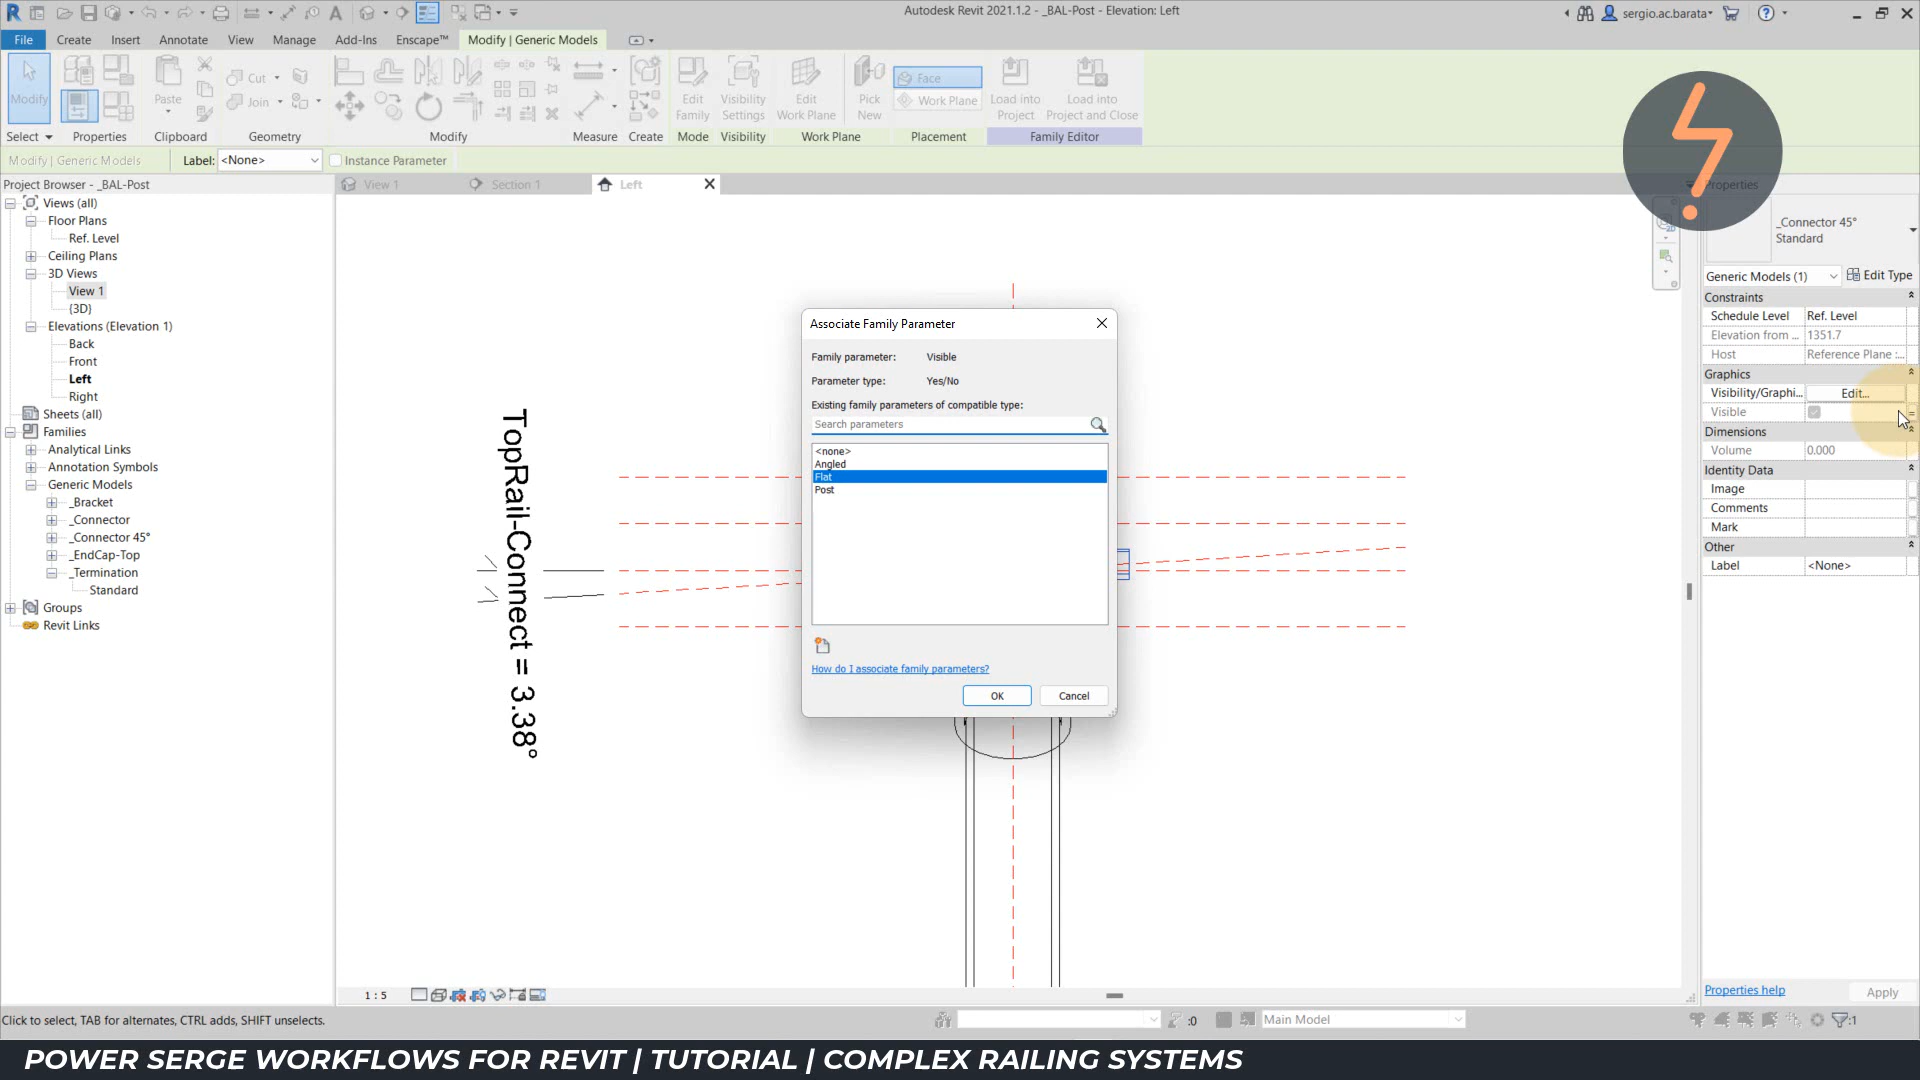 Autodesk Revit 2021.1.2 - _BAL-Post - Elevation: Left
sergio.ac.barata
File Create Insert Annotate View Manage Add-Ins Enscape™ Modify | Generic Models
Modify
Paste
Cut
Join
Edit Family
Visibility Settings
Edit Work Plane
Pick New
Face
Work Plane
Load into Project
Load into Project and Close
Select Properties Clipboard Geometry Modify Measure Create Mode Visibility Work Plane Placement Family Editor
Modify | Generic Models
Label: <None>
Instance Parameter
Project Browser - _BAL-Post
View 1
Section 1
Left
Properties
Views (all)
Floor Plans
Ref. Level
Ceiling Plans
3D Views
View 1
{3D}
Elevations (Elevation 1)
Back
Front
Left
Right
Sheets (all)
Families
Analytical Links
Annotation Symbols
Generic Models
_Bracket
_Connector
_Connector 45°
_EndCap-Top
_Termination
Standard
Groups
Revit Links
TopRail-Connect = 3.38°
Associate Family Parameter
Family parameter: Visible
Parameter type: Yes/No
Existing family parameters of compatible type:
Search parameters
<none>
Angled
Flat
Post
How do I associate family parameters?
OK
Cancel
_Connector 45°
Standard
Generic Models (1)
Edit Type
Constraints
Schedule Level Ref. Level
Elevation from ... 1351.7
Host Reference Plane :...
Graphics
Visibility/Graphi... Edit...
Visible
Dimensions
Volume 0.000
Identity Data
Image
Comments
Mark
Other
Label <None>
Properties help
Apply
1 : 5
Click to select, TAB for alternates, CTRL adds, SHIFT unselects.
:0
Main Model
:1
POWER SERGE WORKFLOWS FOR REVIT | TUTORIAL | COMPLEX RAILING SYSTEMS